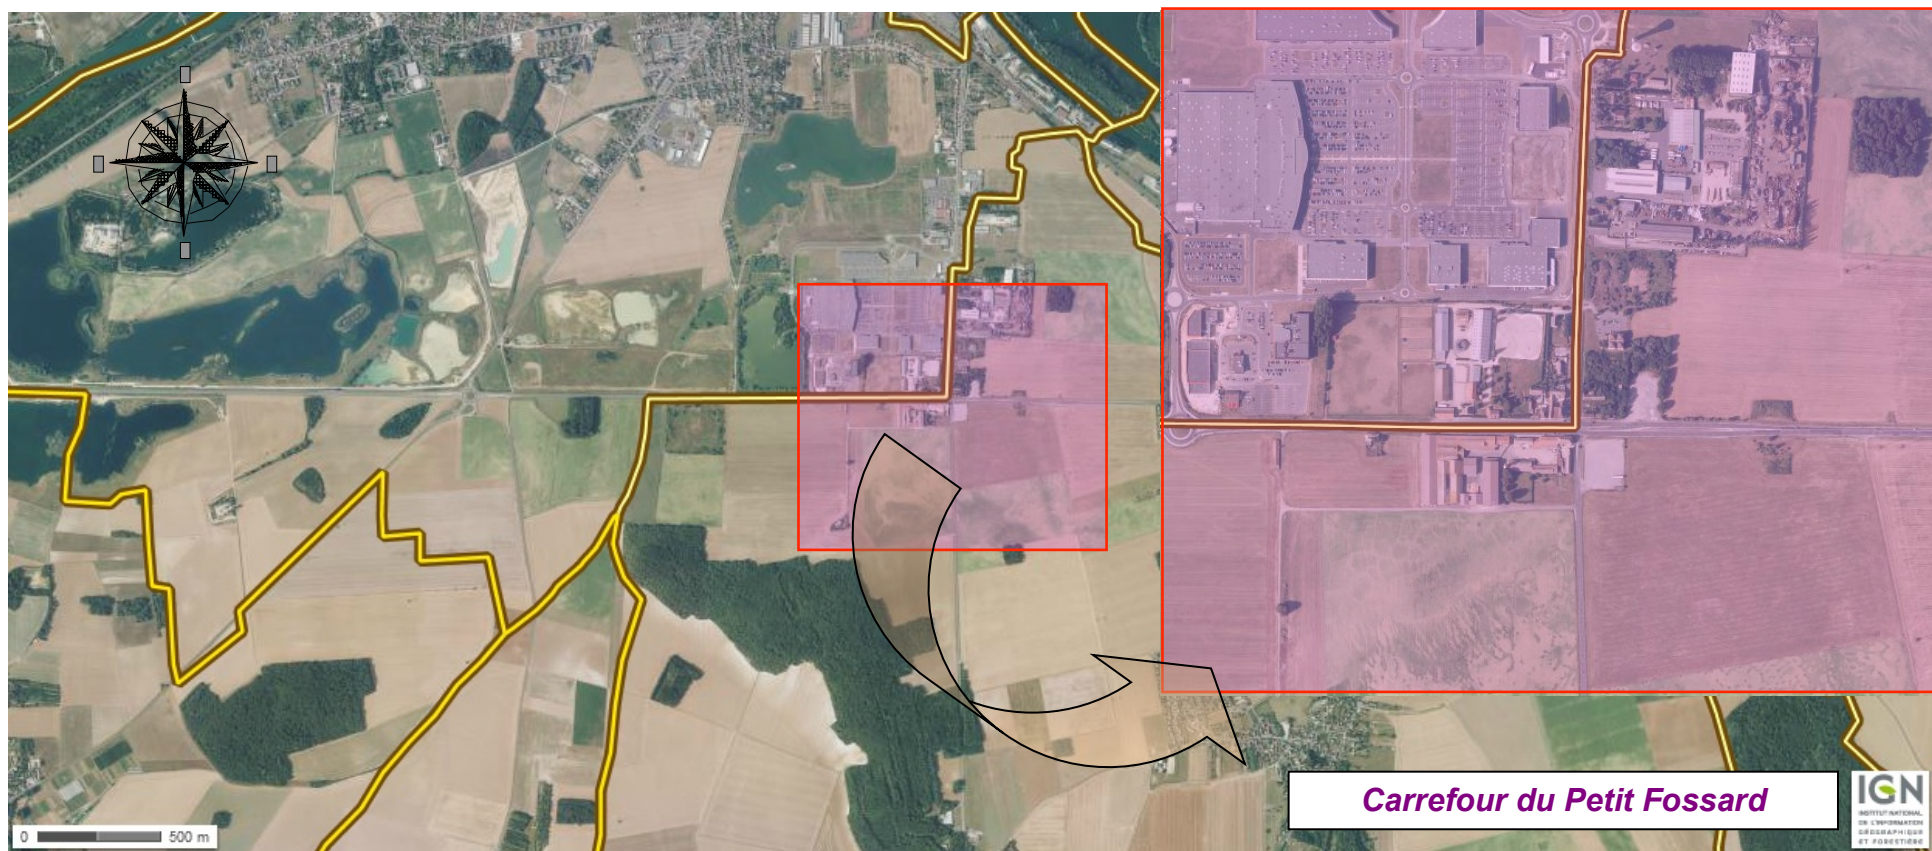 Carrefour du Petit Fossard
IGN
INSTITUT NATIONAL
DE L'INFORMATION
GÉOGRAPHIQUE
ET FORESTIÈRE
0 500 m